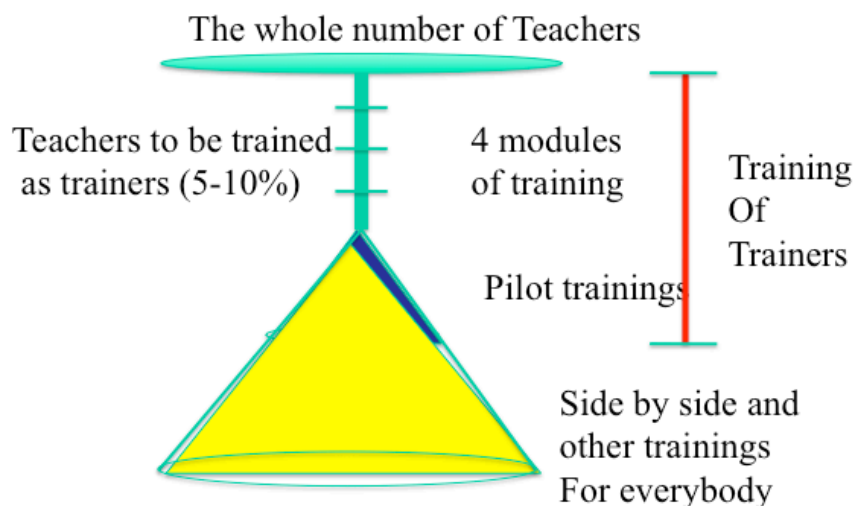 The whole number of Teachers
Teachers to be trained
as trainers (5-10%)
4 modules
of training
Training
Of
Trainers
Pilot trainings
Side by side and
other trainings
For everybody